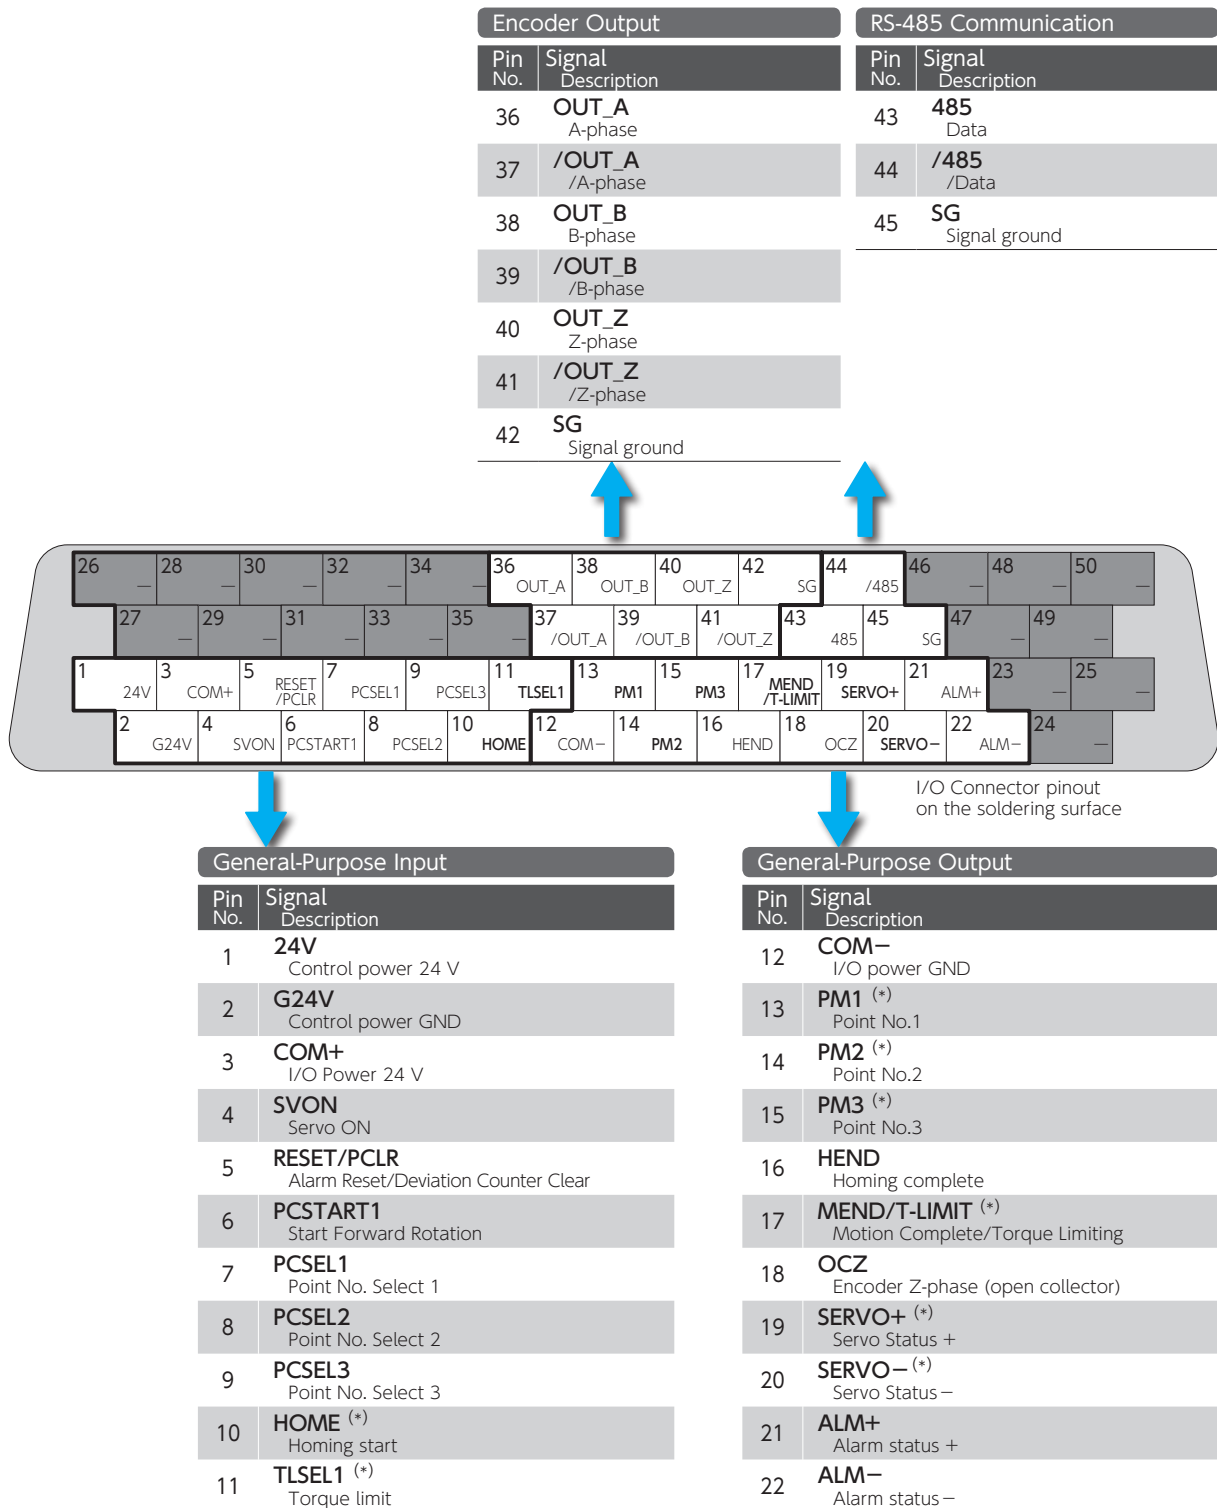 Encoder Output
Pin No. Signal Description
36 OUT_A
A-phase
37 /OUT_A
/A-phase
38 OUT_B
B-phase
39 /OUT_B
/B-phase
40 OUT_Z
Z-phase
41 /OUT_Z
/Z-phase
42 SG
Signal ground
RS-485 Communication
Pin No. Signal Description
43 485
Data
44 /485
/Data
45 SG
Signal ground
26 — 28 — 30 — 32 — 34 — 36 OUT_A 38 OUT_B 40 OUT_Z 42 SG 44 /485 46 — 48 — 50 —
27 — 29 — 31 — 33 — 35 — 37 /OUT_A 39 /OUT_B 41 /OUT_Z 43 485 45 SG 47 — 49 —
1 24V 3 COM+ 5 RESET /PCLR 7 PCSEL1 9 PCSEL3 11 TLSEL1 13 PM1 15 PM3 17 MEND /T-LIMIT 19 SERVO+ 21 ALM+ 23 — 25 —
2 G24V 4 SVON 6 PCSTART1 8 PCSEL2 10 HOME 12 COM− 14 PM2 16 HEND 18 OCZ 20 SERVO− 22 ALM− 24 —
I/O Connector pinout
on the soldering surface
General-Purpose Input
Pin No. Signal Description
1 24V
Control power 24 V
2 G24V
Control power GND
3 COM+
I/O Power 24 V
4 SVON
Servo ON
5 RESET/PCLR
Alarm Reset/Deviation Counter Clear
6 PCSTART1
Start Forward Rotation
7 PCSEL1
Point No. Select 1
8 PCSEL2
Point No. Select 2
9 PCSEL3
Point No. Select 3
10 HOME (*)
Homing start
11 TLSEL1 (*)
Torque limit
General-Purpose Output
Pin No. Signal Description
12 COM−
I/O power GND
13 PM1 (*)
Point No.1
14 PM2 (*)
Point No.2
15 PM3 (*)
Point No.3
16 HEND
Homing complete
17 MEND/T-LIMIT (*)
Motion Complete/Torque Limiting
18 OCZ
Encoder Z-phase (open collector)
19 SERVO+ (*)
Servo Status +
20 SERVO− (*)
Servo Status −
21 ALM+
Alarm status +
22 ALM−
Alarm status −